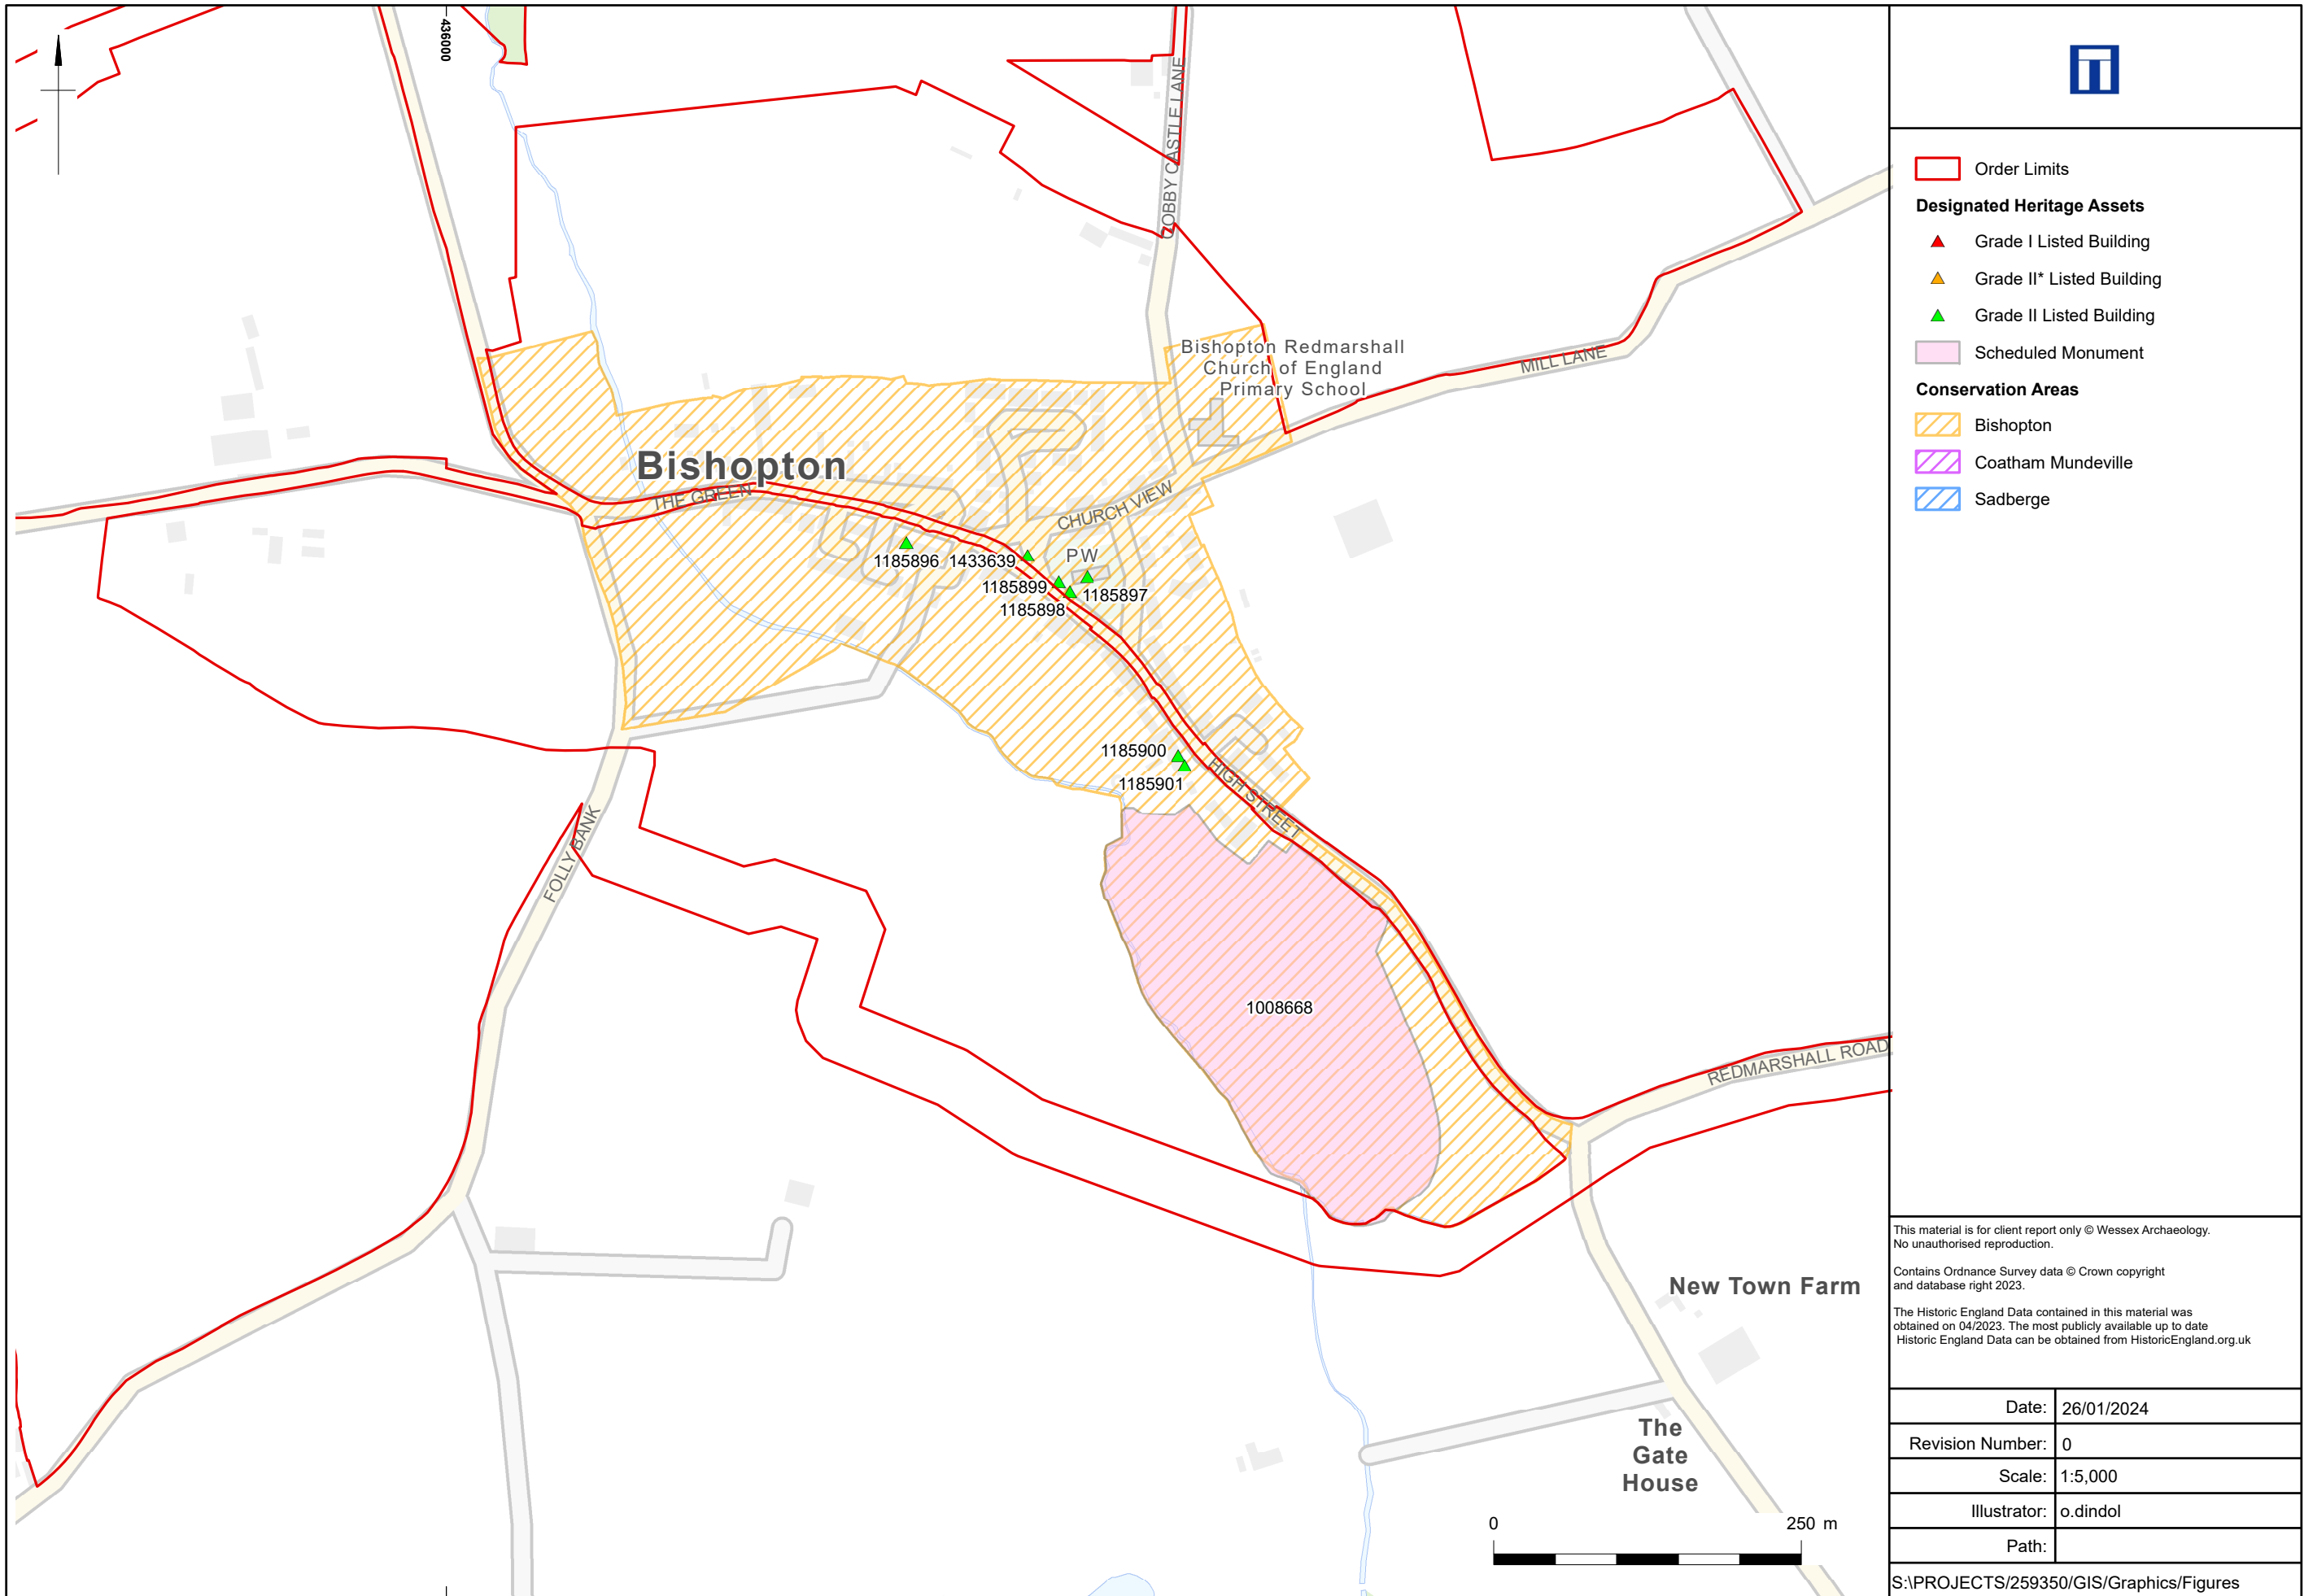 436000
GOBBY CASTLE LANE
Bishopton Redmarshall
Church of England
Primary School
MILL LANE
Bishopton
THE GREEN
CHURCH VIEW
PW
1185896
1433639
1185899
1185897
1185898
1185900
1185901
HIGH STREET
FOLLY BANK
1008668
REDMARSHALL ROAD
New Town Farm
The
Gate
House
0 250 m
Order Limits
Designated Heritage Assets
Grade I Listed Building
Grade II* Listed Building
Grade II Listed Building
Scheduled Monument
Conservation Areas
Bishopton
Coatham Mundeville
Sadberge
This material is for client report only © Wessex Archaeology.
No unauthorised reproduction.
Contains Ordnance Survey data © Crown copyright
and database right 2023.
The Historic England Data contained in this material was
obtained on 04/2023. The most publicly available up to date
Historic England Data can be obtained from HistoricEngland.org.uk
Date: 26/01/2024
Revision Number: 0
Scale: 1:5,000
Illustrator: o.dindol
Path:
S:\PROJECTS/259350/GIS/Graphics/Figures